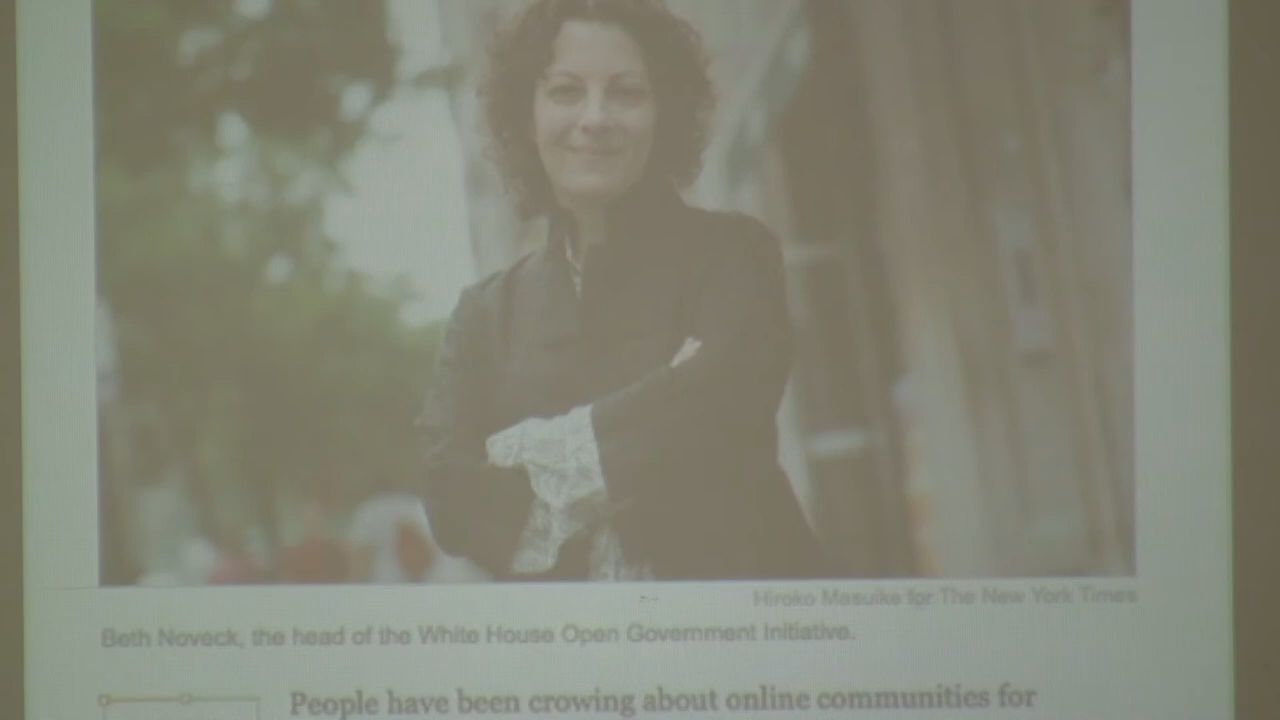 Hiroko Masuike for The New York Times
Beth Noveck, the head of the White House Open Government Initiative.
People have been crowing about online communities for